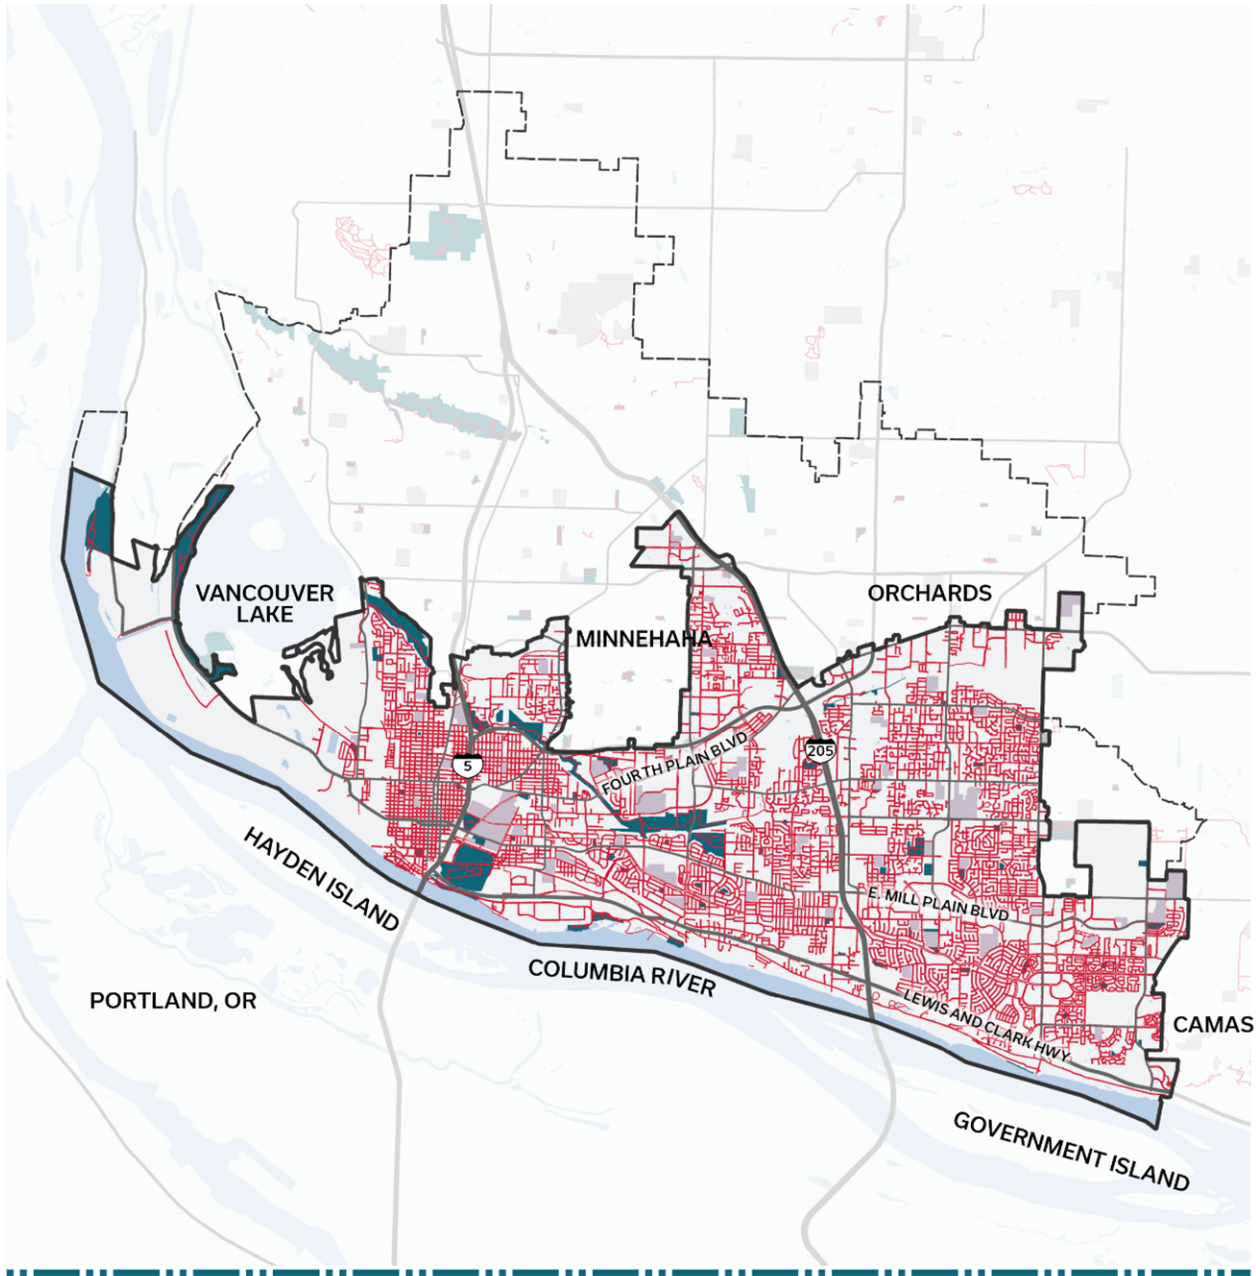 VANCOUVER
LAKE
ORCHARDS
MINNEHAHA
5
205
FOURTH PLAIN BLVD
HAYDEN ISLAND
E. MILL PLAIN BLVD
COLUMBIA RIVER
PORTLAND, OR
LEWIS AND CLARK HWY
CAMAS
GOVERNMENT ISLAND